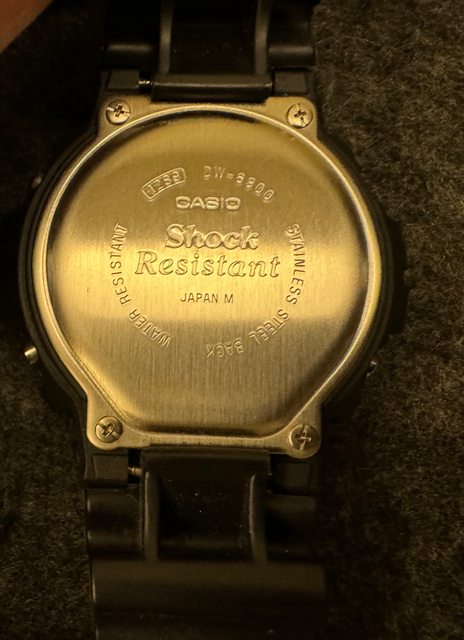 1289 DW-6900
CASIO
Shock
Resistant
JAPAN M
WATER RESISTANT
STAINLESS STEEL BACK